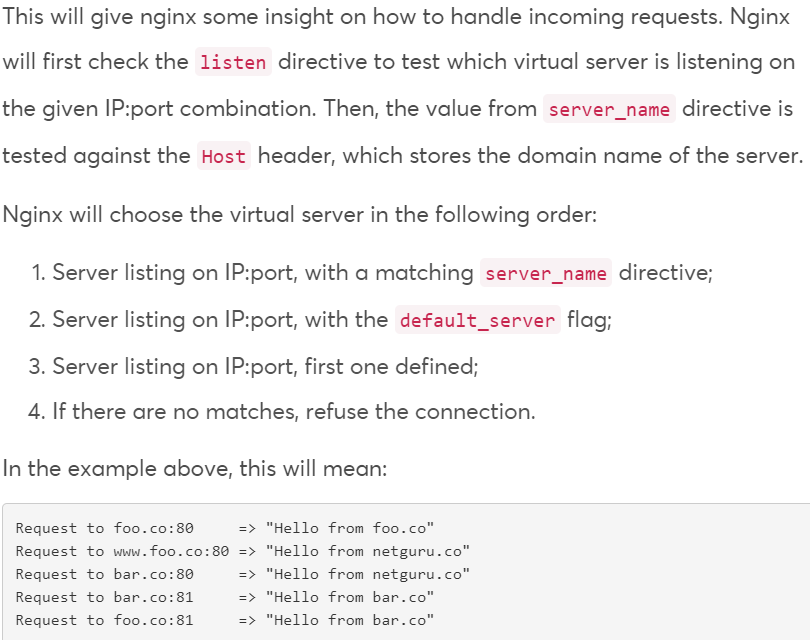 This will give nginx some insight on how to handle incoming requests. Nginx
will first check the listen directive to test which virtual server is listening on
the given IP:port combination. Then, the value from server_name directive is
tested against the Host header, which stores the domain name of the server.
Nginx will choose the virtual server in the following order:
1. Server listing on IP:port, with a matching server_name directive;
2. Server listing on IP:port, with the default_server flag;
3. Server listing on IP:port, first one defined;
4. If there are no matches, refuse the connection.
In the example above, this will mean:
Request to foo.co:80     => "Hello from foo.co"
Request to www.foo.co:80 => "Hello from netguru.co"
Request to bar.co:80     => "Hello from netguru.co"
Request to bar.co:81     => "Hello from bar.co"
Request to foo.co:81     => "Hello from bar.co"